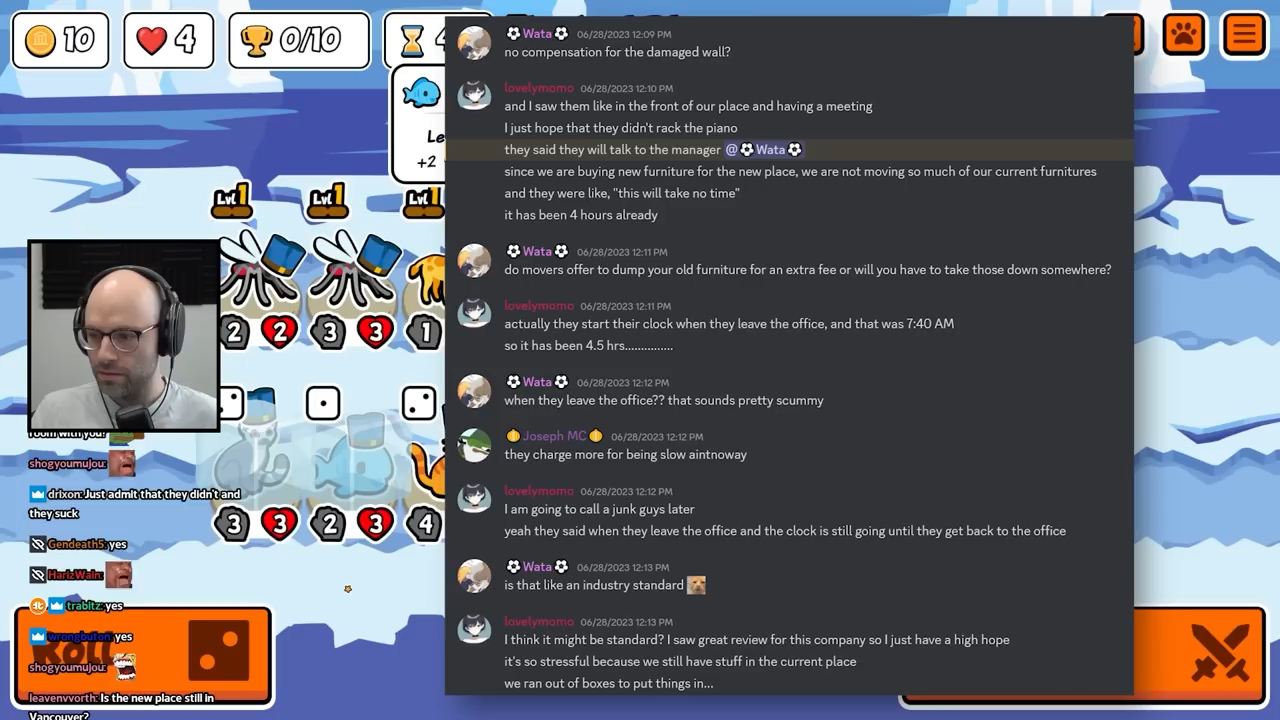 10
4
0/10
4
Le
+2
⚽Wata⚽ 06/28/2023 12:09 PM
no compensation for the damaged wall?
lovelymomo 06/28/2023 12:10 PM
and I saw them like in the front of our place and having a meeting
I just hope that they didn't rack the piano
they said they will talk to the manager @⚽Wata⚽
since we are buying new furniture for the new place, we are not moving so much of our current furnitures
and they were like, "this will take no time"
it has been 4 hours already
⚽Wata⚽ 06/28/2023 12:11 PM
do movers offer to dump your old furniture for an extra fee or will you have to take those down somewhere?
lovelymomo 06/28/2023 12:11 PM
actually they start their clock when they leave the office, and that was 7:40 AM
so it has been 4.5 hrs...............
⚽Wata⚽ 06/28/2023 12:12 PM
when they leave the office?? that sounds pretty scummy
Joseph MC 06/28/2023 12:12 PM
they charge more for being slow aintnoway
lovelymomo 06/28/2023 12:12 PM
I am going to call a junk guys later
yeah they said when they leave the office and the clock is still going until they get back to the office
⚽Wata⚽ 06/28/2023 12:13 PM
is that like an industry standard
lovelymomo 06/28/2023 12:13 PM
I think it might be standard? I saw great review for this company so I just have a high hope
it's so stressful because we still have stuff in the current place
we ran out of boxes to put things in...
Lvl1 Lvl1 Lvl1
2 2 3 3 1
3 3 2 3 4
room with you?
shogyoumujou:
drixon: Just admit that they didn't and
they suck
Gendeath5: yes
HarizWain:
trabitz: yes
wrongbuton: yes
shogyoumujou:
leavenvvorth: Is the new place still in
Vancouver?
Roll